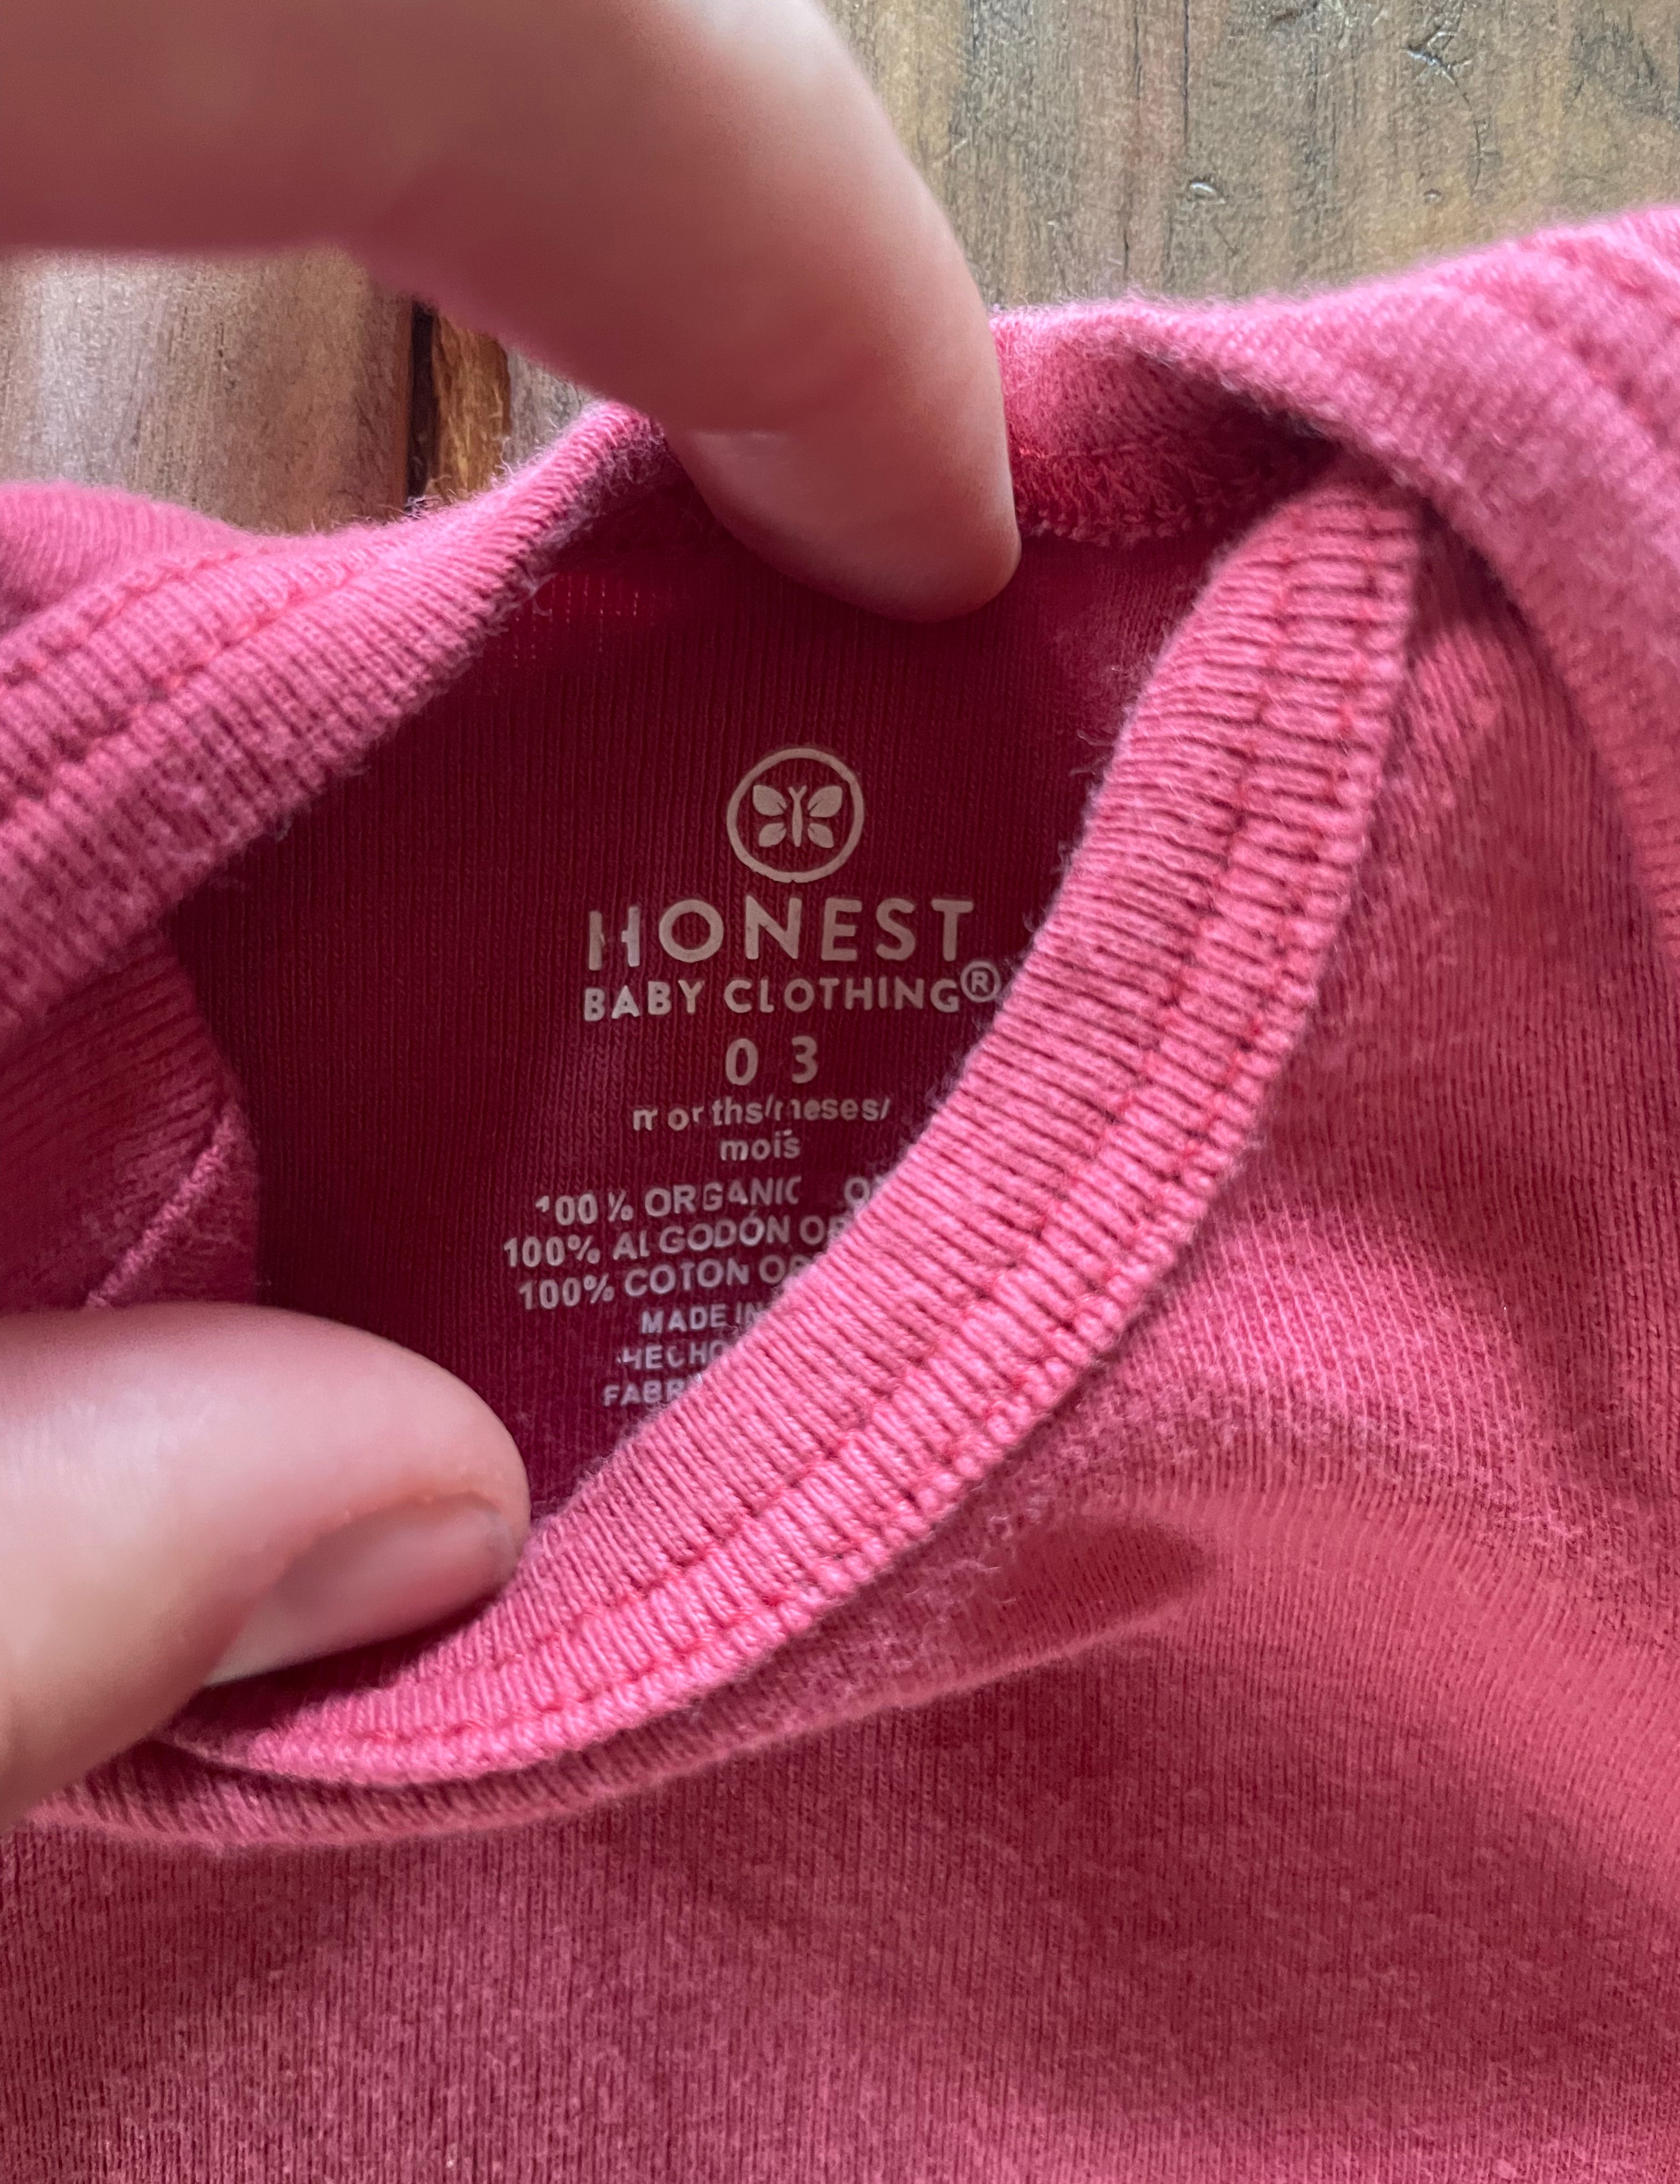 HONEST
BABY CLOTHING®
0 3
months/meses/
mois
100% ORGANIC
100% ALGODÓN
100% COTON
MADE IN